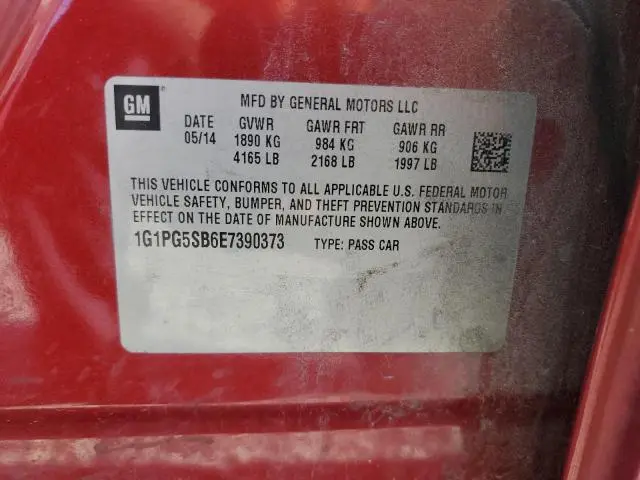 GM
MFD BY GENERAL MOTORS LLC
DATE GVWR GAWR FRT GAWR RR
05/14 1890 KG 984 KG 906 KG
4165 LB 2168 LB 1997 LB
THIS VEHICLE CONFORMS TO ALL APPLICABLE U.S. FEDERAL MOTOR
VEHICLE SAFETY, BUMPER, AND THEFT PREVENTION STANDARDS IN
EFFECT ON THE DATE OF MANUFACTURE SHOWN ABOVE.
1G1PG5SB6E7390373 TYPE: PASS CAR